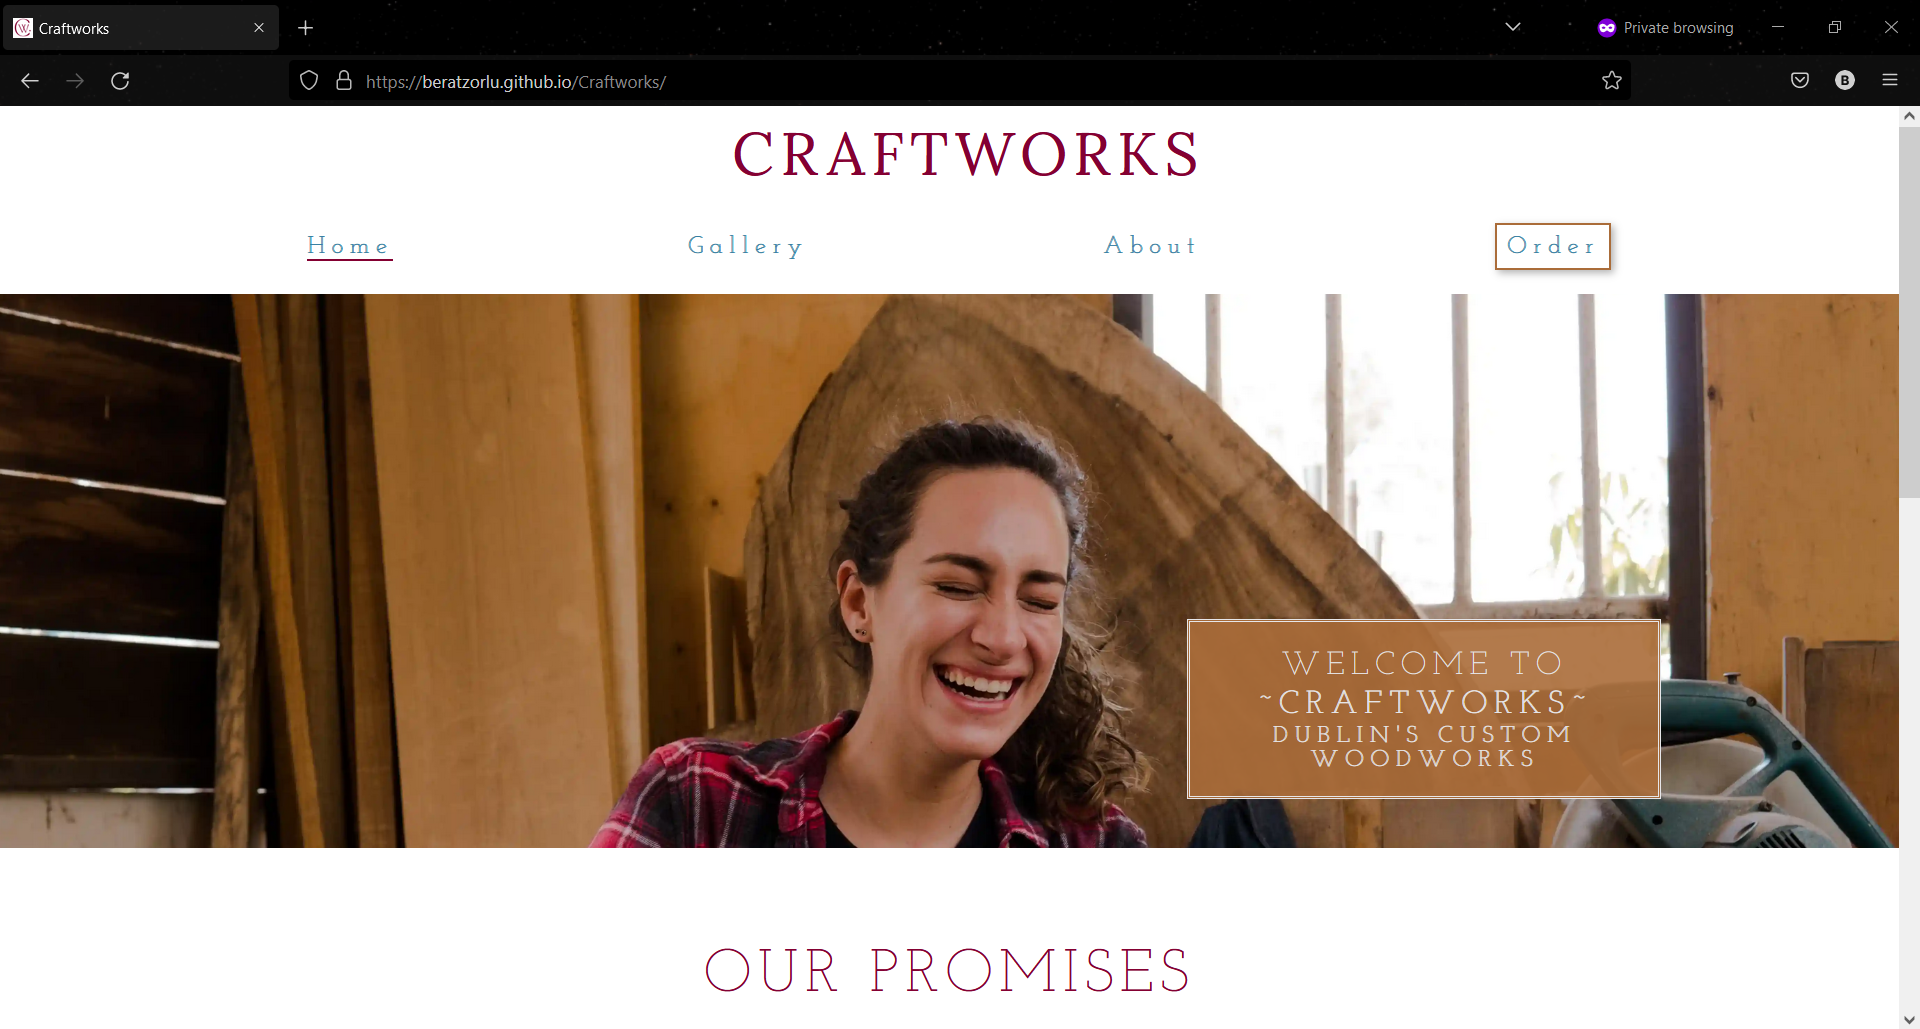 Craftworks
Private browsing
https://beratzorlu.github.io/Craftworks/
B
CRAFTWORKS
Home
Gallery
About
Order
WELCOME TO
~CRAFTWORKS~
DUBLIN'S CUSTOM
WOODWORKS
OUR PROMISES